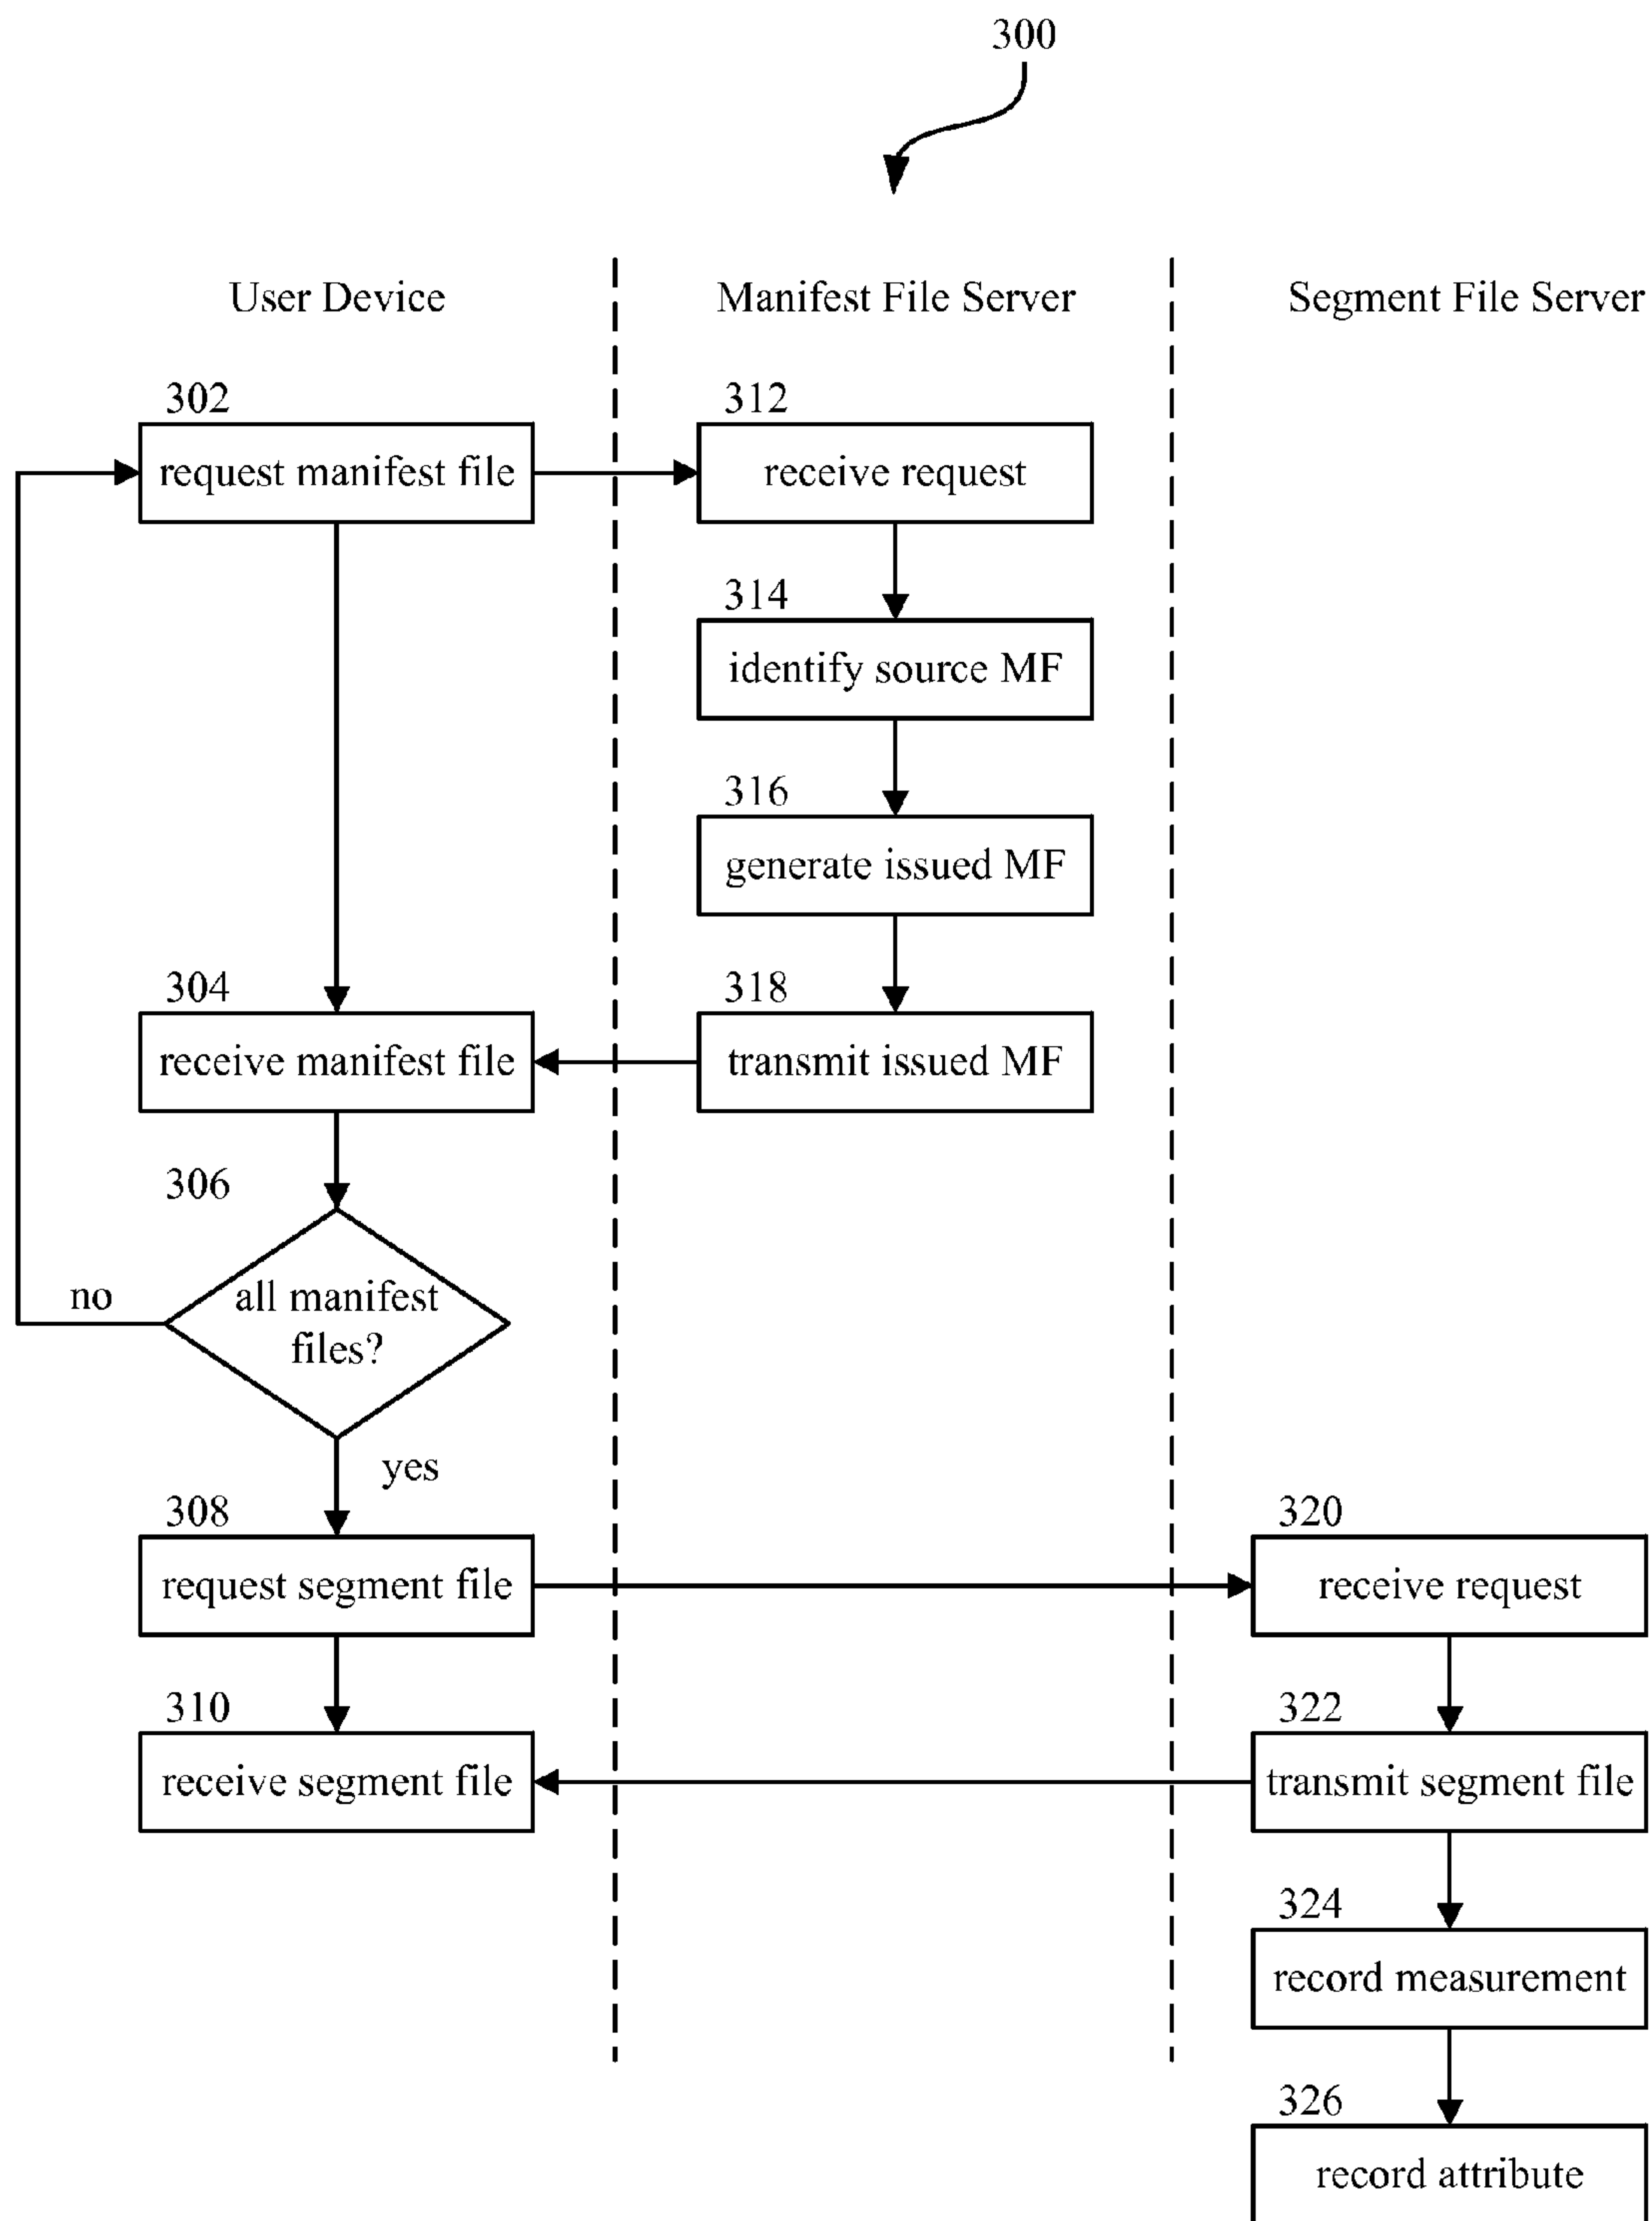 300
User Device
Manifest File Server
Segment File Server
302
request manifest file
312
receive request
314
identify source MF
316
generate issued MF
304
receive manifest file
318
transmit issued MF
306
all manifest
files?
no
yes
308
request segment file
320
receive request
310
receive segment file
322
transmit segment file
324
record measurement
326
record attribute